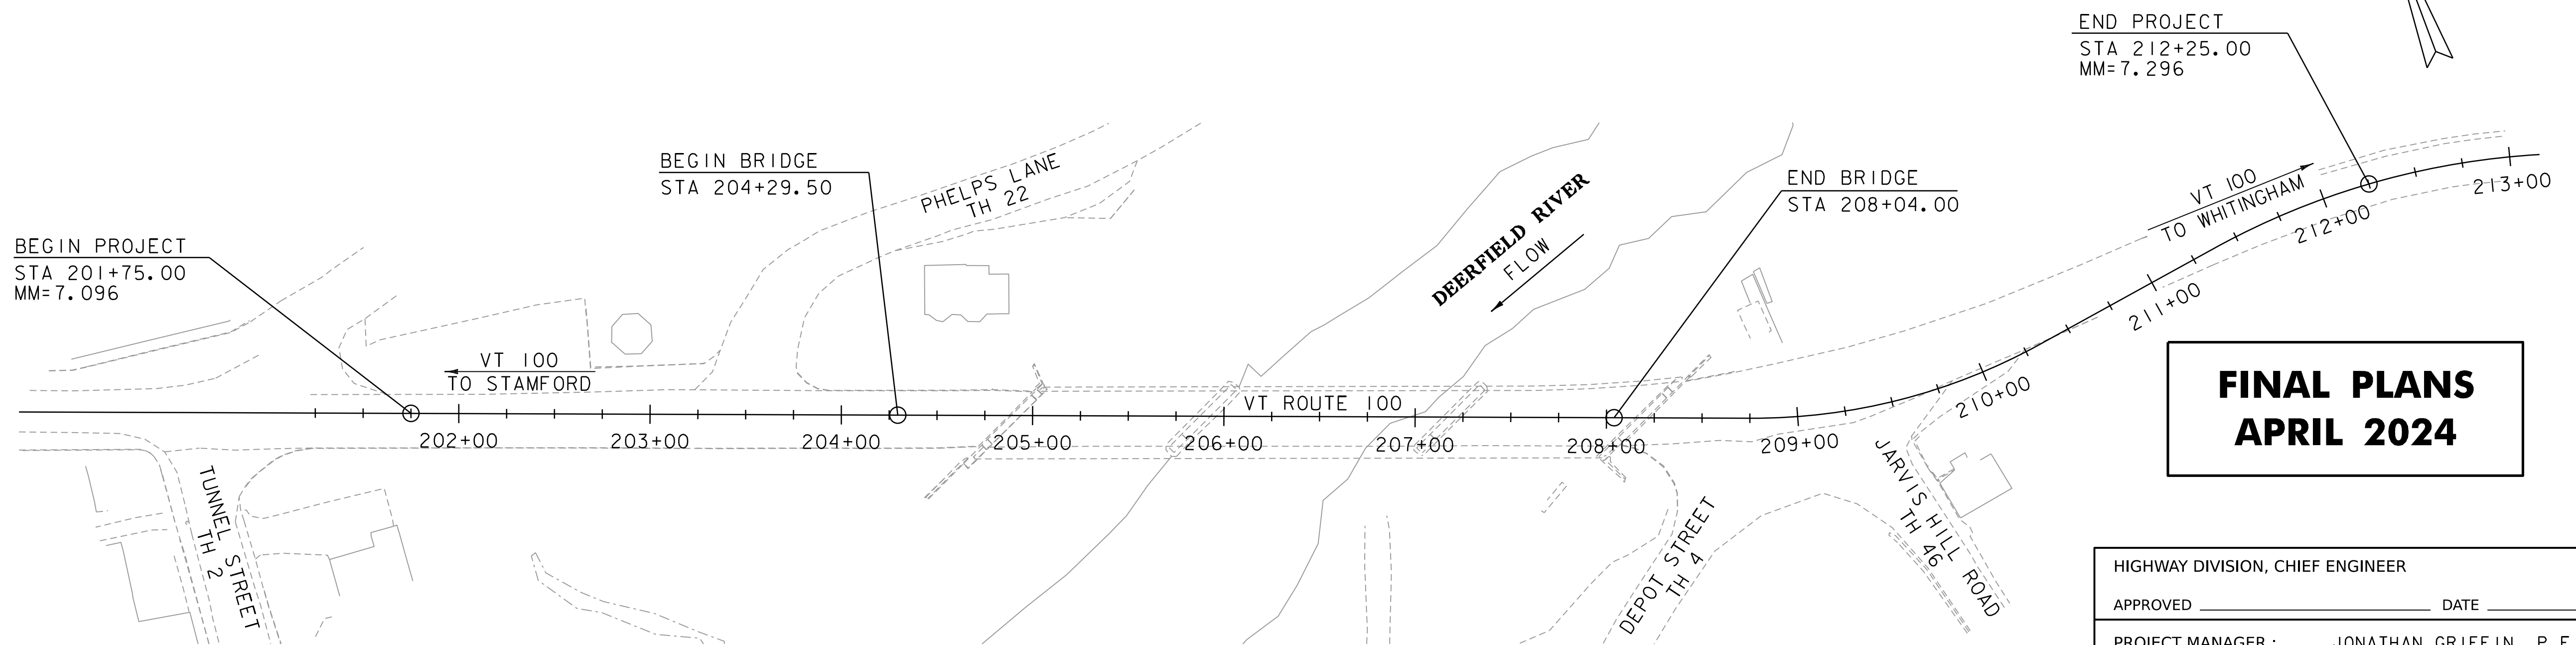 END PROJECT
STA 212+25.00
MM=7.296
BEGIN BRIDGE
STA 204+29.50
PHELPS LANE
TH 22
DEERFIELD RIVER
FLOW
END BRIDGE
STA 208+04.00
VT 100
TO WHITINGHAM
213+00
212+00
BEGIN PROJECT
STA 201+75.00
MM=7.096
211+00
VT 100
TO STAMFORD
VT ROUTE 100
210+00
202+00
203+00
204+00
205+00
206+00
207+00
208+00
209+00
FINAL PLANS
APRIL 2024
TUNNEL STREET
TH 2
DEPOT STREET
TH 4
JARVIS HILL ROAD
TH 46
HIGHWAY DIVISION, CHIEF ENGINEER
APPROVED DATE
PROJECT MANAGER : JONATHAN GRIFFIN, P.E.